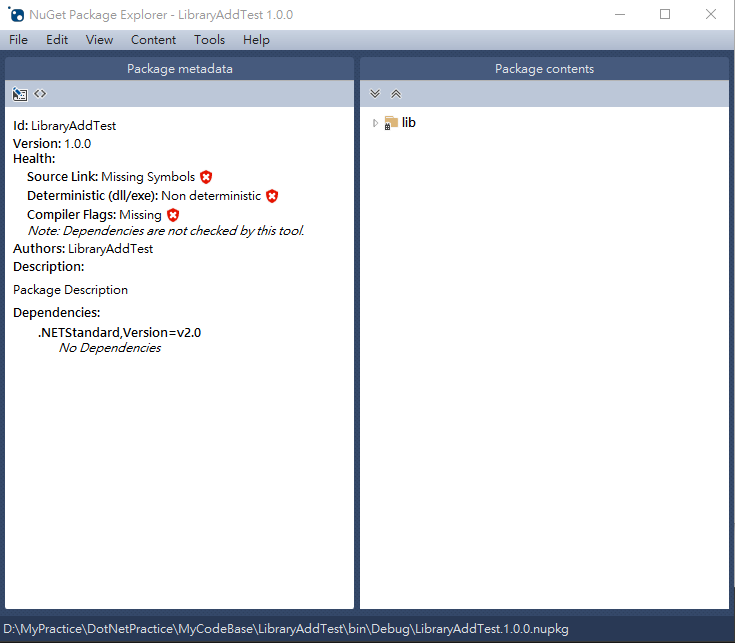 NuGet Package Explorer - LibraryAddTest 1.0.0
File Edit View Content Tools Help
Package metadata
Id: LibraryAddTest
Version: 1.0.0
Health:
Source Link: Missing Symbols
Deterministic (dll/exe): Non deterministic
Compiler Flags: Missing
Note: Dependencies are not checked by this tool.
Authors: LibraryAddTest
Description:
Package Description
Dependencies:
.NETStandard,Version=v2.0
No Dependencies
Package contents
lib
D:\MyPractice\DotNetPractice\MyCodeBase\LibraryAddTest\bin\Debug\LibraryAddTest.1.0.0.nupkg